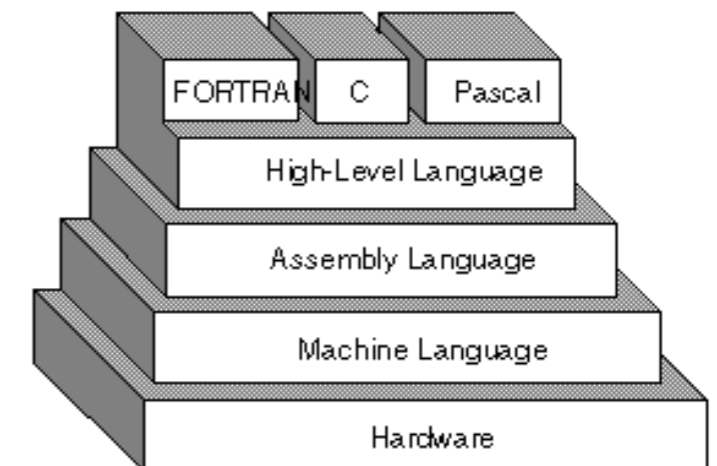 FORTRAN C Pascal
High-Level Language
Assembly Language
Machine Language
Hardware